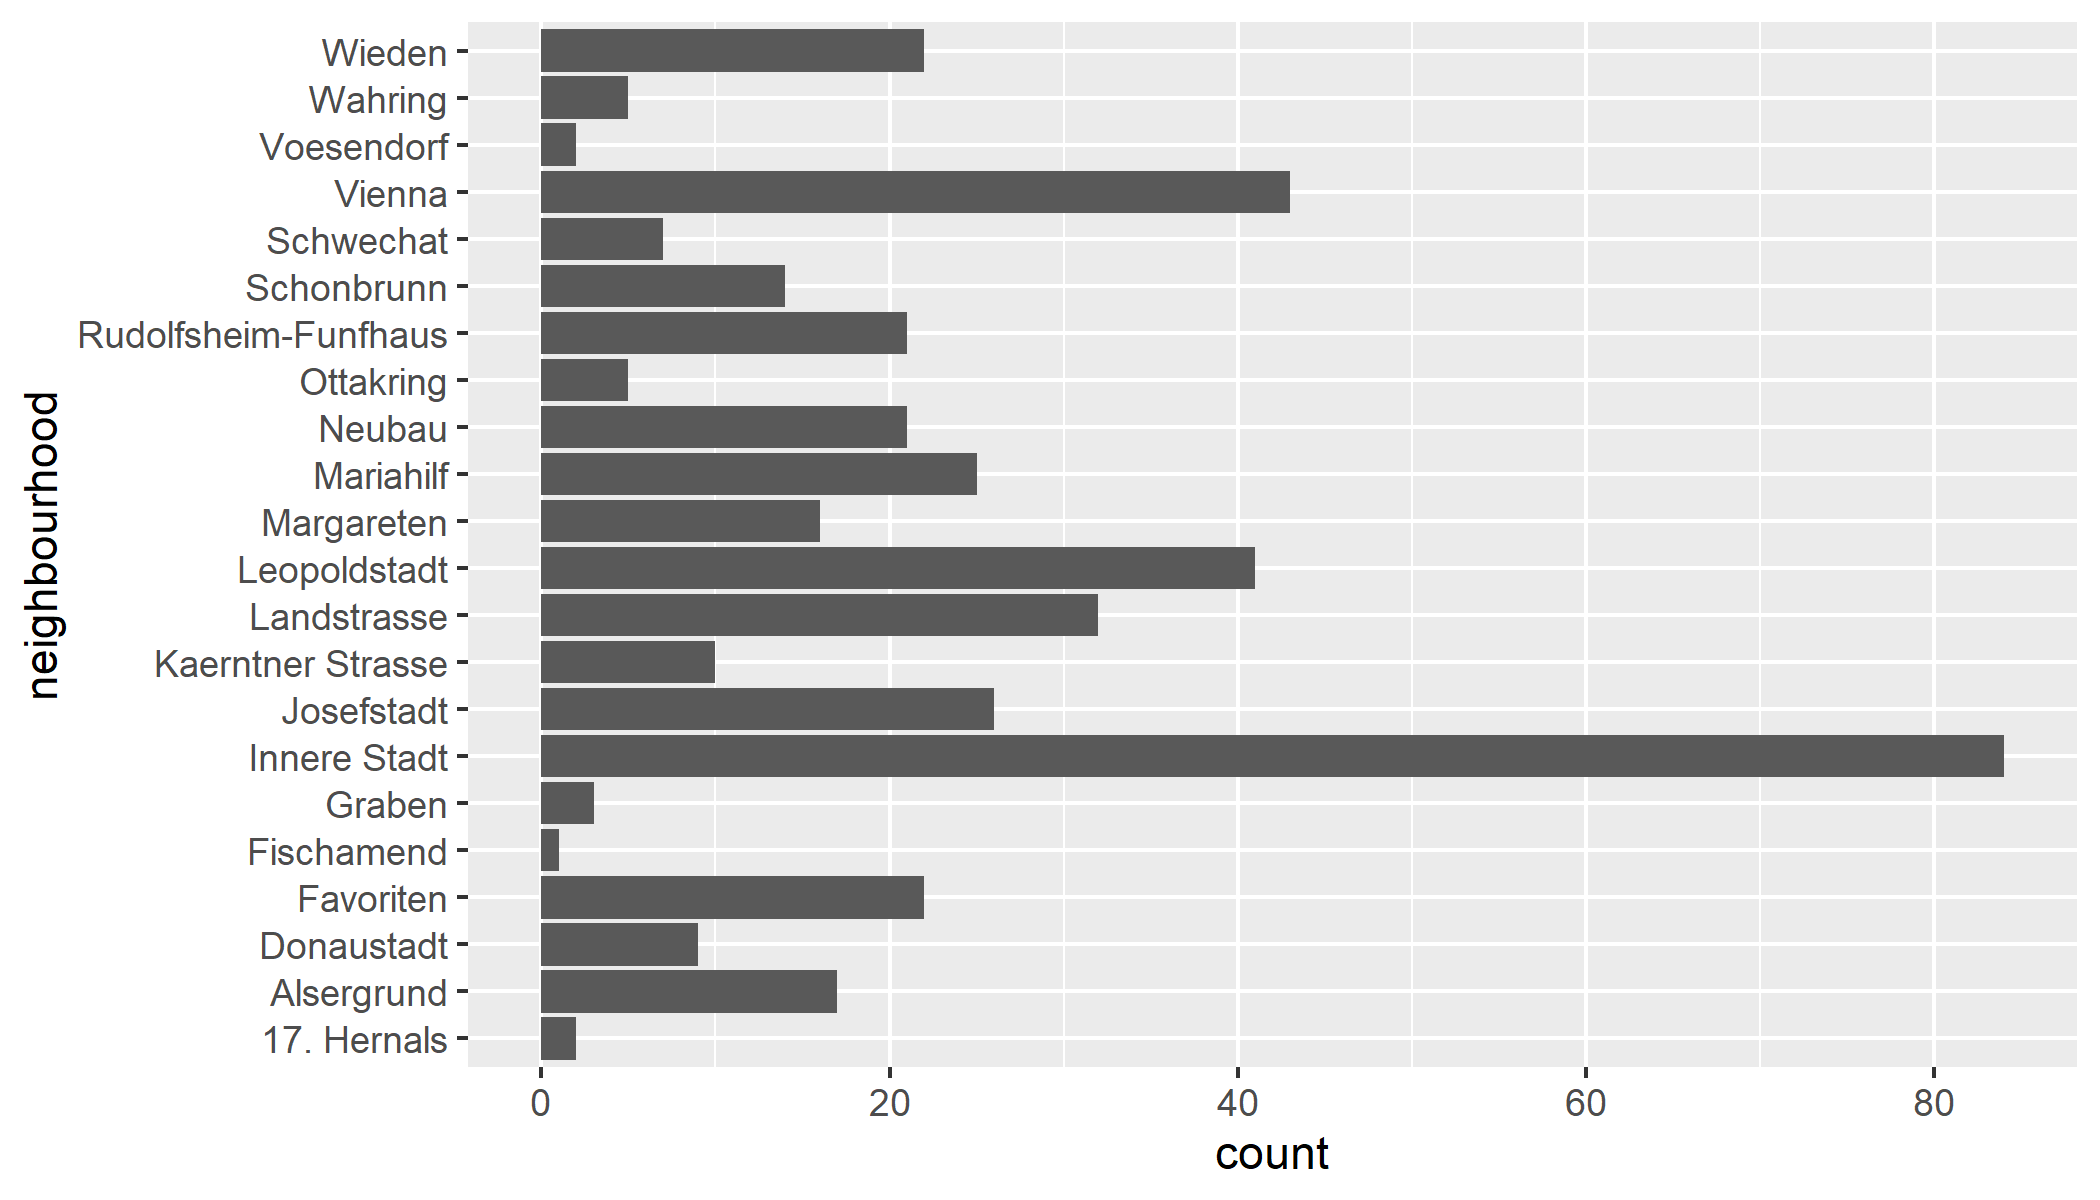 neighbourhood
Wieden
Wahring
Voesendorf
Vienna
Schwechat
Schonbrunn
Rudolfsheim-Funfhaus
Ottakring
Neubau
Mariahilf
Margareten
Leopoldstadt
Landstrasse
Kaerntner Strasse
Josefstadt
Innere Stadt
Graben
Fischamend
Favoriten
Donaustadt
Alsergrund
17. Hernals
0 20 40 60 80
count